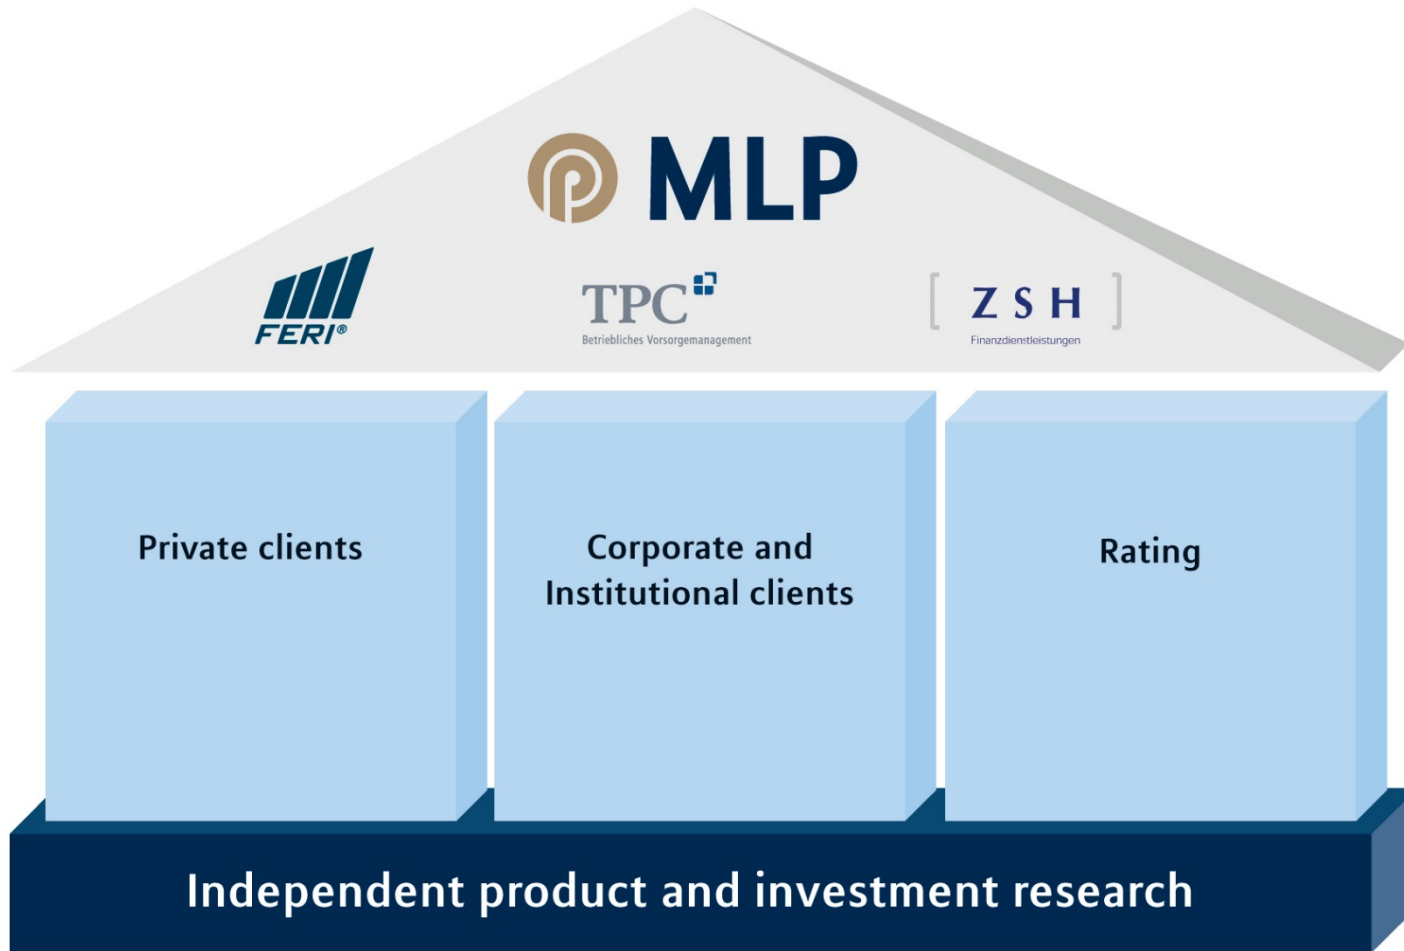 MLP
FERI®
TPC
Betriebliches Vorsorgemanagement
[ Z S H ]
Finanzdienstleistungen
Private clients
Corporate and
Institutional clients
Rating
Independent product and investment research